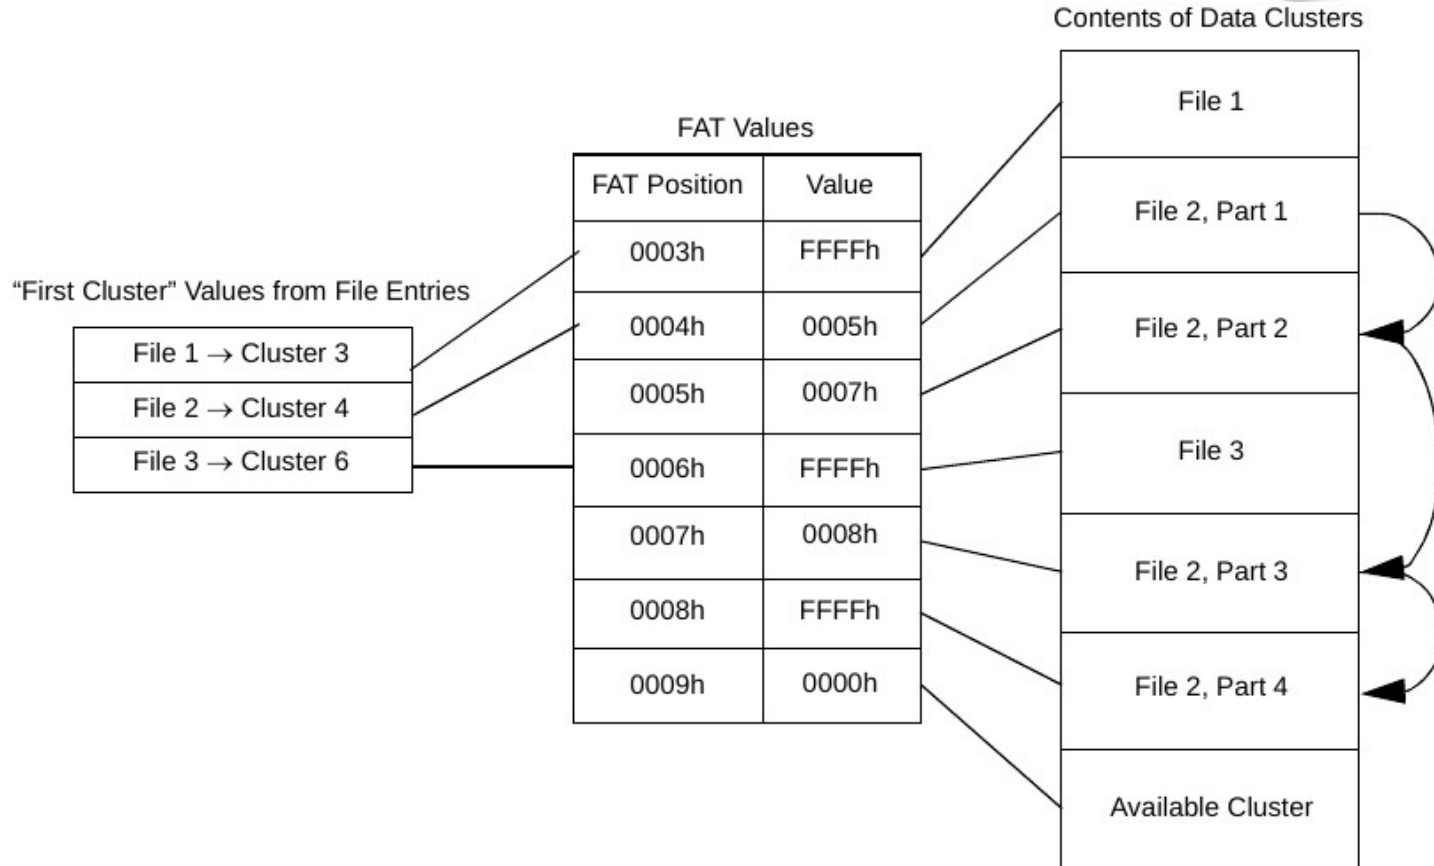 Contents of Data Clusters
File 1
FAT Values
FAT Position Value
File 2, Part 1
0003h FFFFh
“First Cluster” Values from File Entries
0004h 0005h
File 2, Part 2
File 1 → Cluster 3
0005h 0007h
File 2 → Cluster 4
File 3
File 3 → Cluster 6
0006h FFFFh
0007h 0008h
File 2, Part 3
0008h FFFFh
0009h 0000h
File 2, Part 4
Available Cluster